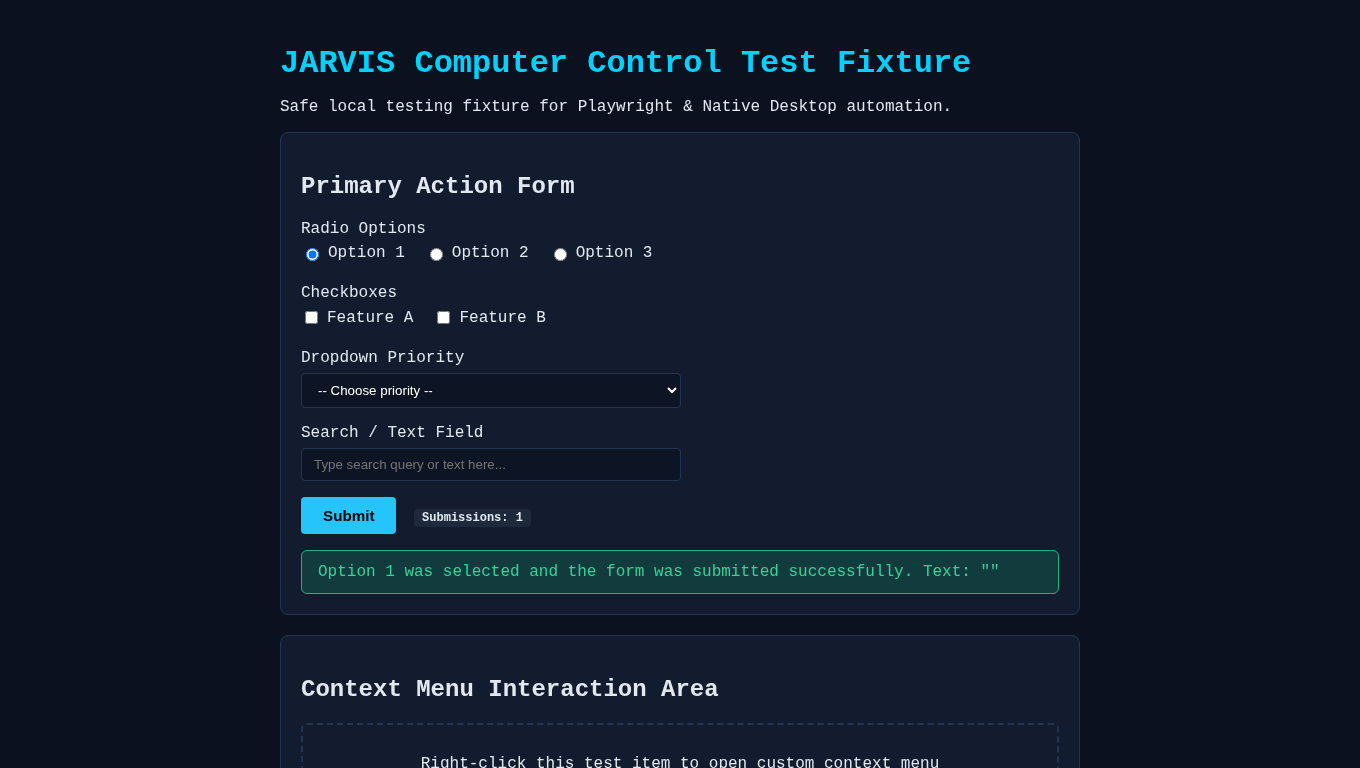 JARVIS Computer Control Test Fixture
Safe local testing fixture for Playwright & Native Desktop automation.
Primary Action Form
Radio Options
Option 1 Option 2 Option 3
Checkboxes
Feature A Feature B
Dropdown Priority
-- Choose priority --
Search / Text Field
Type search query or text here...
Submit Submissions: 1
Option 1 was selected and the form was submitted successfully. Text: ""
Context Menu Interaction Area
Right-click this test item to open custom context menu